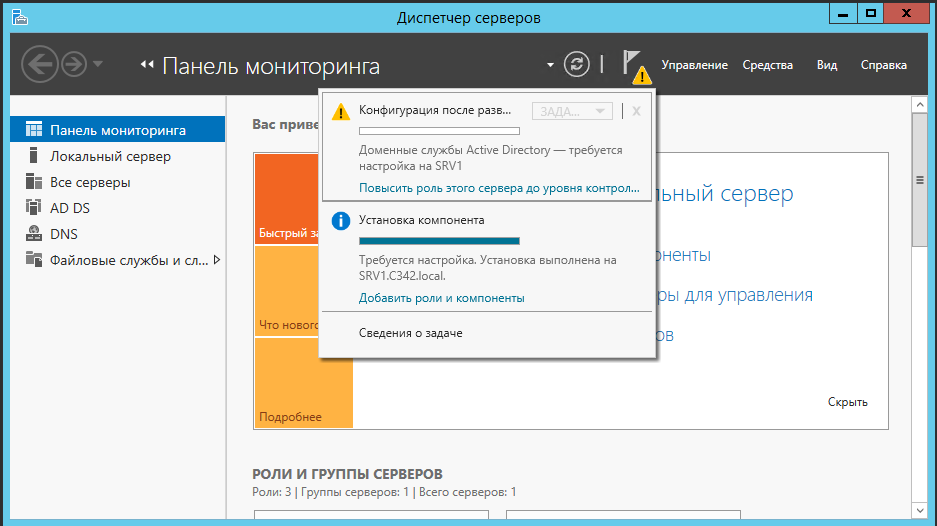 Диспетчер серверов
Панель мониторинга
Управление Средства Вид Справка
Панель мониторинга
Локальный сервер
Все серверы
AD DS
DNS
Файловые службы и сл...
Вас приве
Конфигурация после разв... ЗАДА... X
Доменные службы Active Directory — требуется
настройка на SRV1
Повысить роль этого сервера до уровня контрол...
Установка компонента
Требуется настройка. Установка выполнена на
SRV1.C342.local.
Добавить роли и компоненты
Сведения о задаче
Быстрый за
Что нового
Подробнее
льный сервер
оненты
ры для управления
ов
Скрыть
РОЛИ И ГРУППЫ СЕРВЕРОВ
Роли: 3 | Группы серверов: 1 | Всего серверов: 1